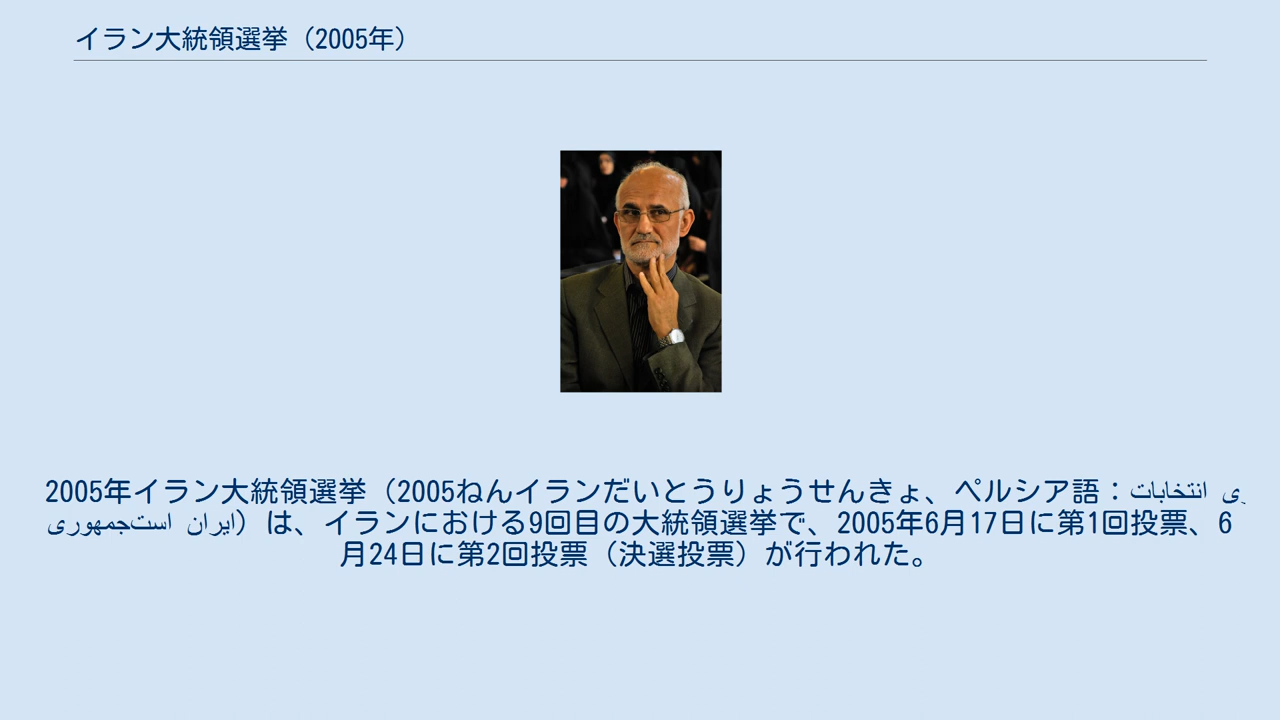 イラン大統領選挙（2005年）
2005年イラン大統領選挙（2005ねんイランだいとうりょうせんきょ、ペルシア語：انتخابات ی
جمهوری‌است ایران）は、イランにおける9回目の大統領選挙で、2005年6月17日に第1回投票、6
月24日に第2回投票（決選投票）が行われた。